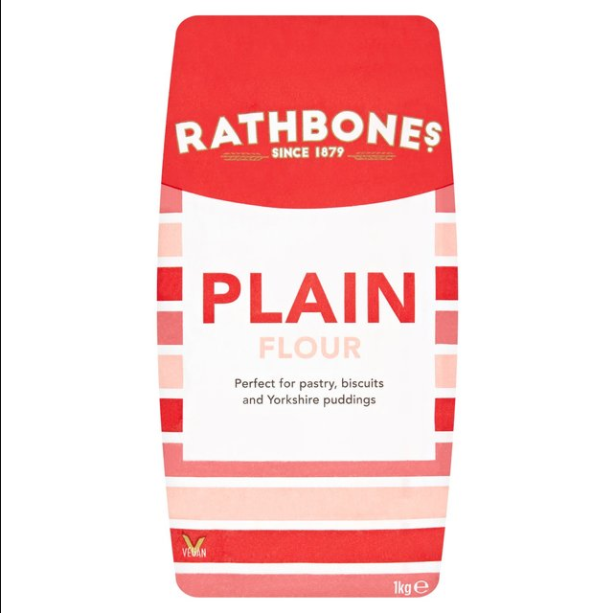 RATHBONES
SINCE 1879
PLAIN
FLOUR
Perfect for pastry, biscuits
and Yorkshire puddings
VEGAN
1kg ℮